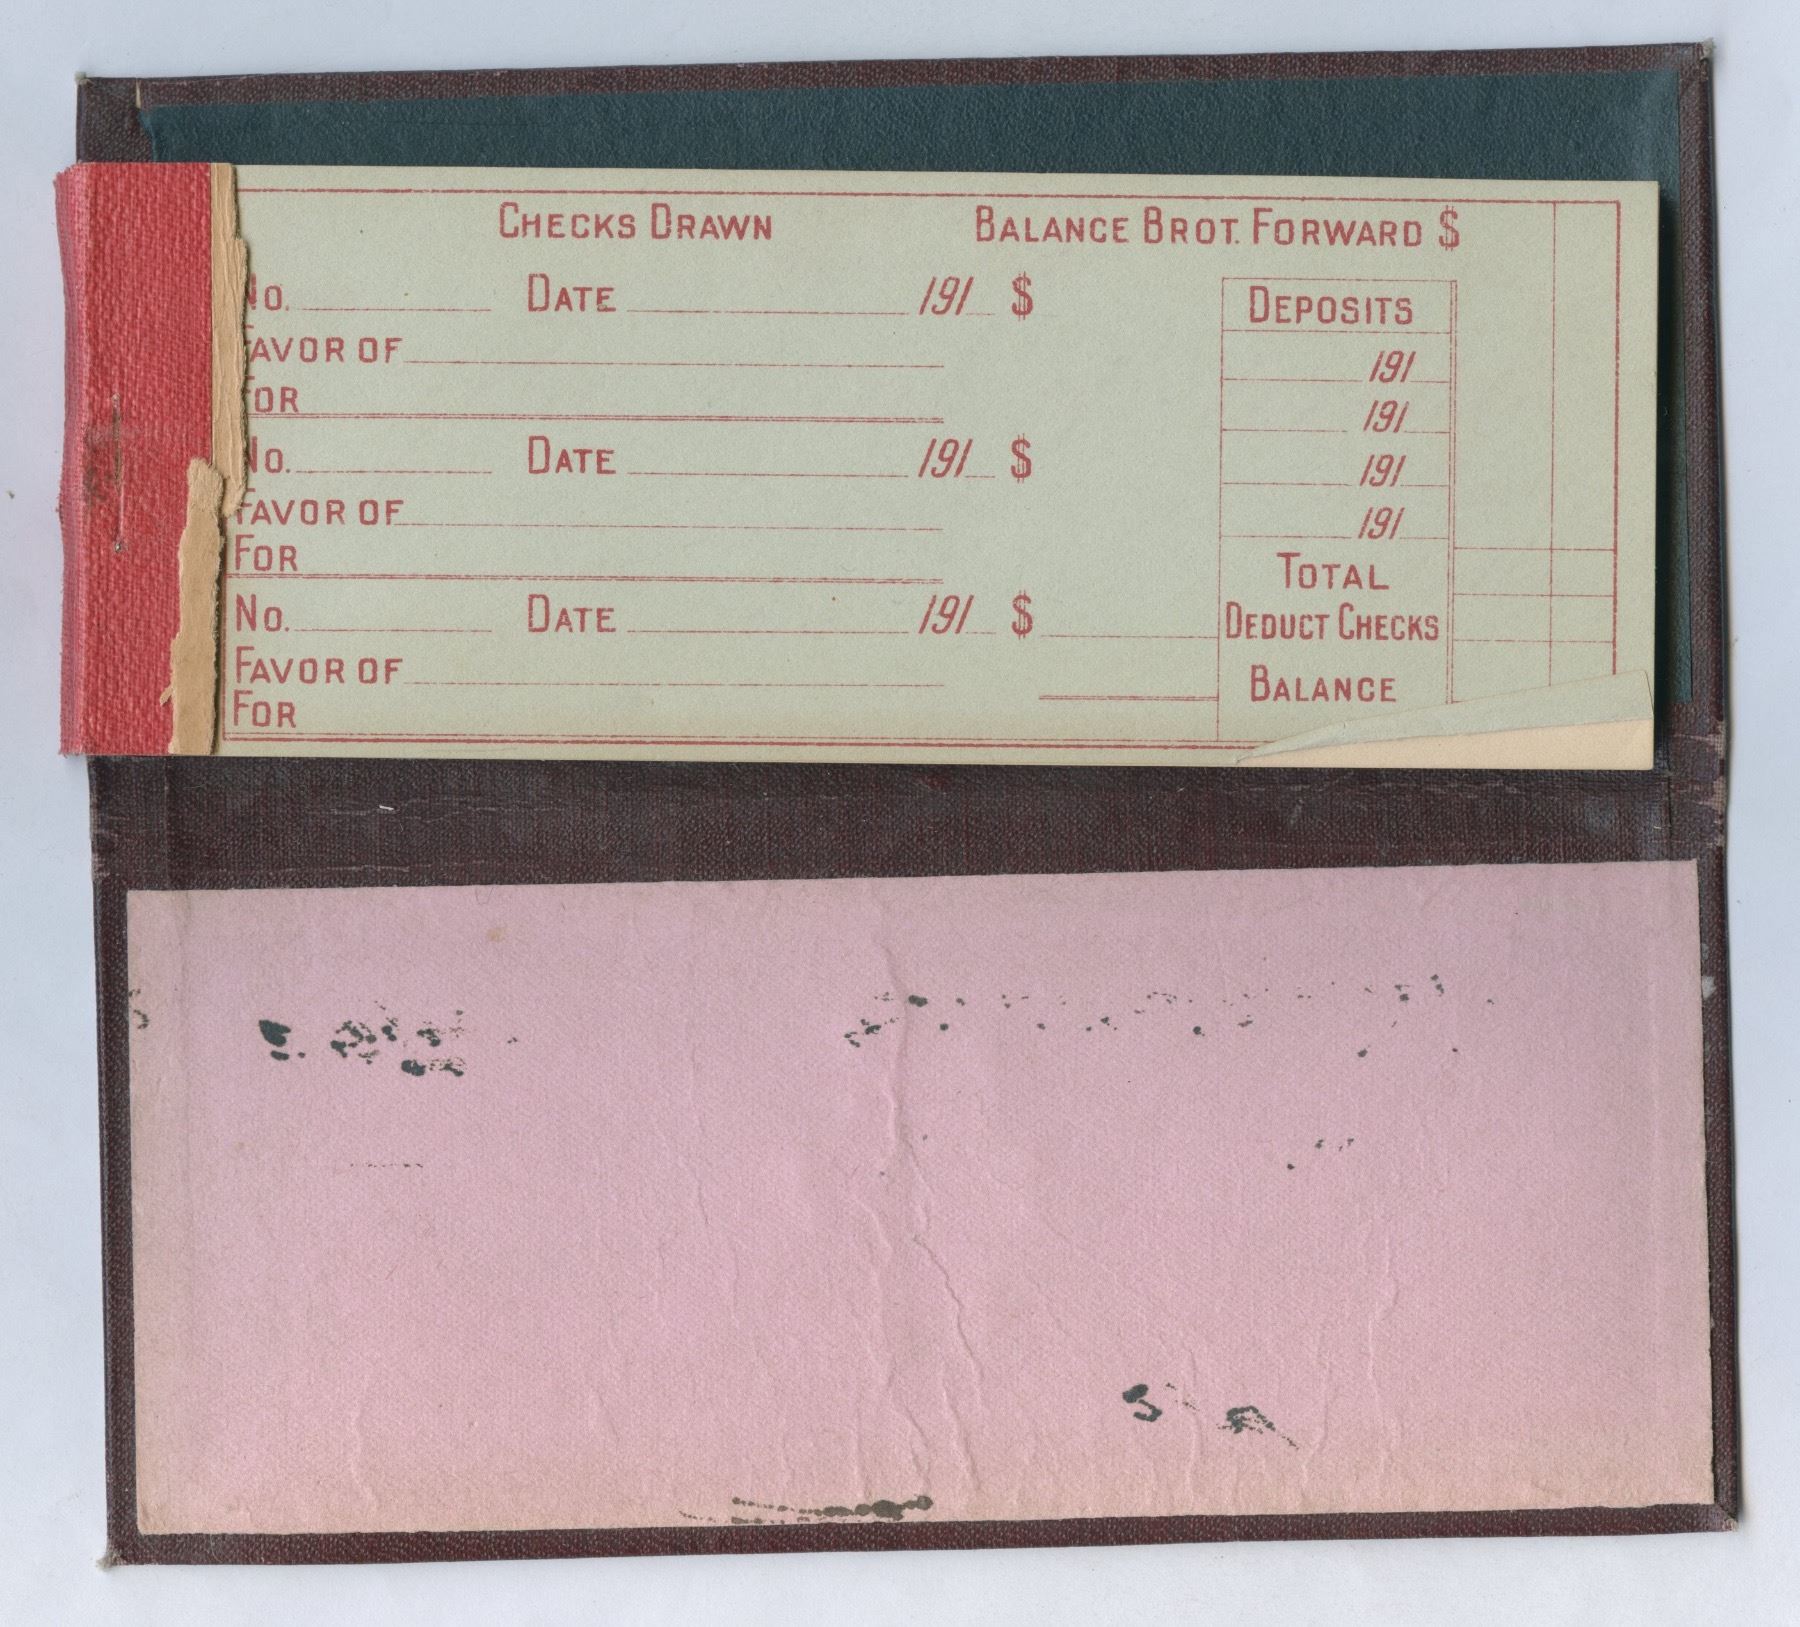 CHECKS DRAWN BALANCE BROT. FORWARD $
No. DATE 191 $ DEPOSITS
FAVOR OF 191
FOR 191
No. DATE 191 $ 191
FAVOR OF 191
FOR TOTAL
No. DATE 191 $ DEDUCT CHECKS
FAVOR OF BALANCE
FOR